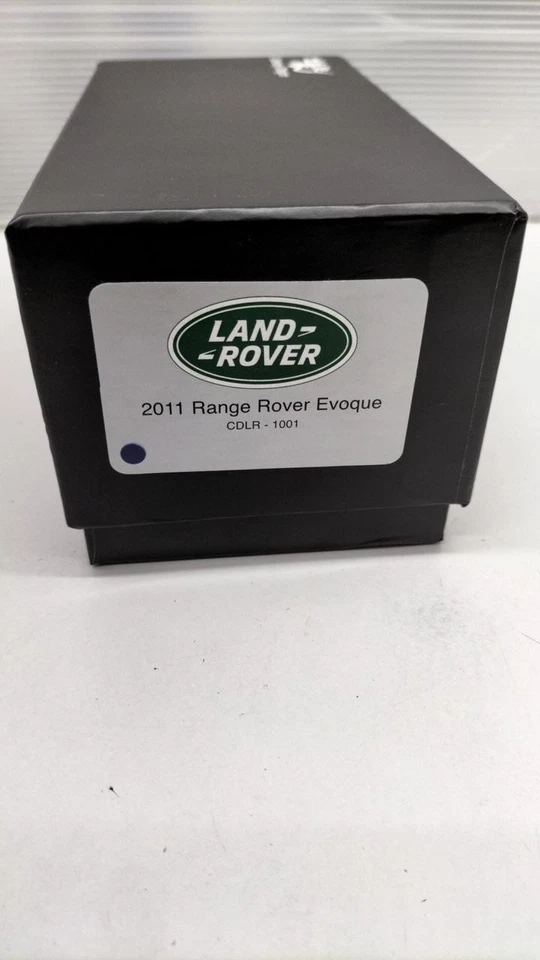 LAND-
-ROVER
2011 Range Rover Evoque
CDLR - 1001